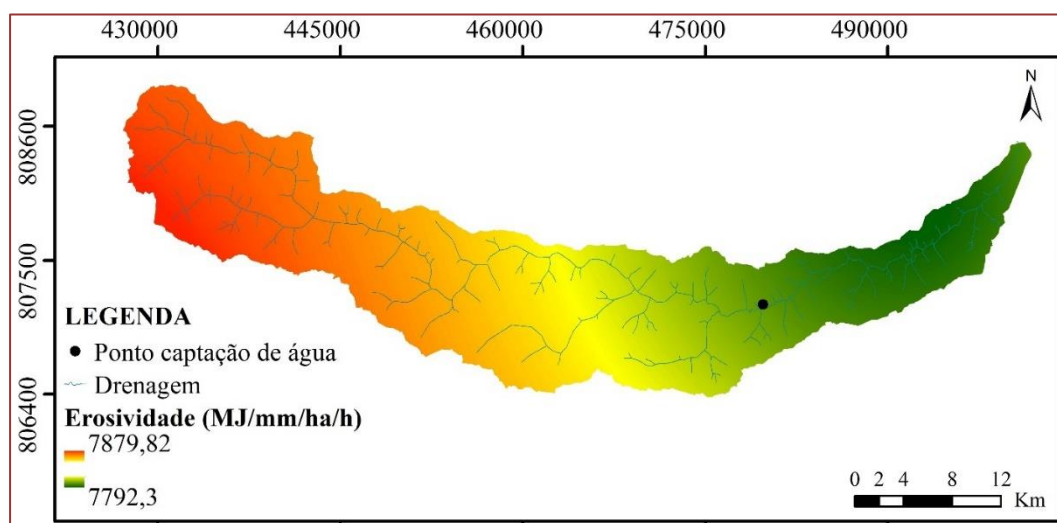 430000 445000 460000 475000 490000
N
808600
807500
806400
LEGENDA
Ponto captação de água
Drenagem
Erosividade (MJ/mm/ha/h)
7879,82
7792,3
0 2 4 8 12
Km